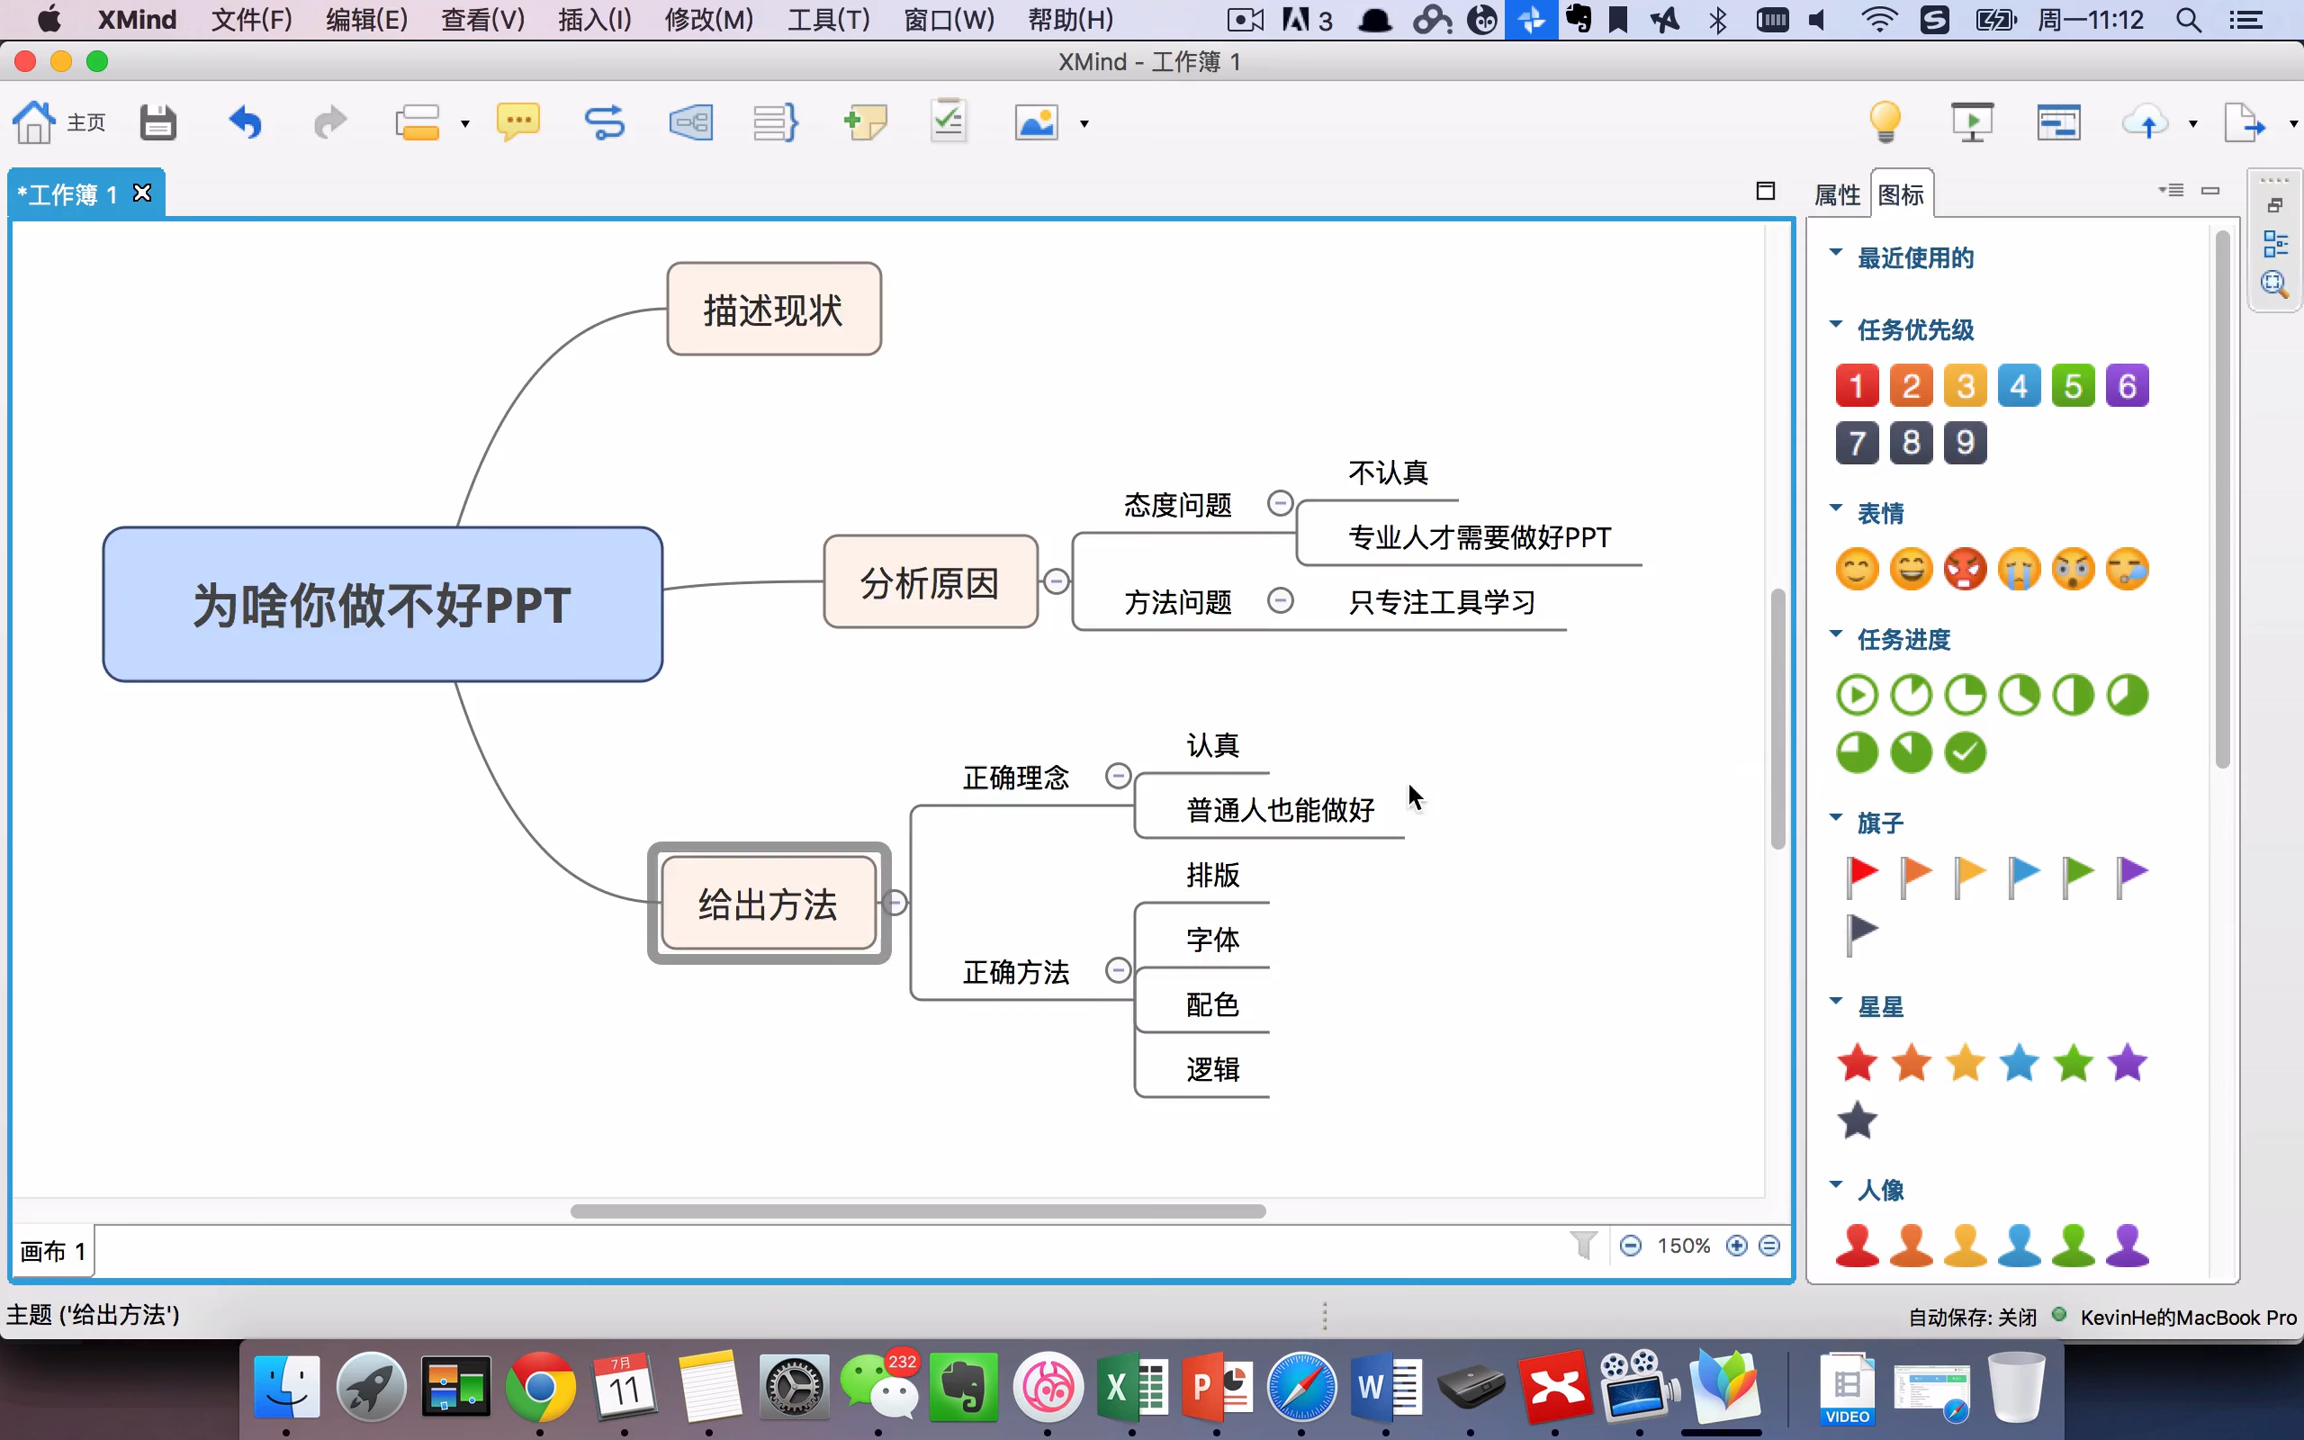 XMind 文件(F) 编辑(E) 查看(V) 插入(I) 修改(M) 工具(T) 窗口(W) 帮助(H) 3 周一11:12
XMind - 工作簿 1
主页
*工作簿 1
属性 图标
描述现状
为啥你做不好PPT
分析原因
态度问题
不认真
专业人才需要做好PPT
方法问题
只专注工具学习
给出方法
正确理念
认真
普通人也能做好
正确方法
排版
字体
配色
逻辑
最近使用的
任务优先级
1 2 3 4 5 6
7 8 9
表情
任务进度
旗子
星星
人像
画布 1
150%
主题 ('给出方法')
自动保存: 关闭 KevinHe的MacBook Pro
7月
11
232
X
P
W
VIDEO